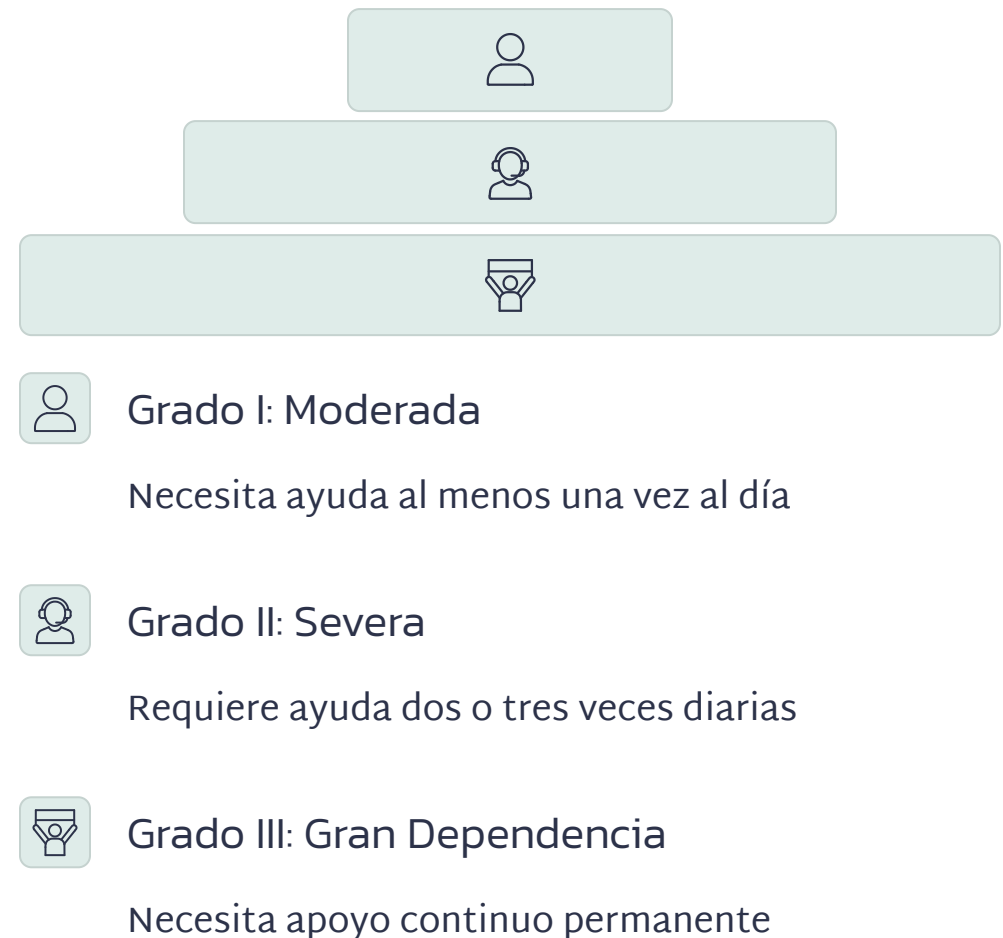 Grado I: Moderada
Necesita ayuda al menos una vez al día
Grado II: Severa
Requiere ayuda dos o tres veces diarias
Grado III: Gran Dependencia
Necesita apoyo continuo permanente